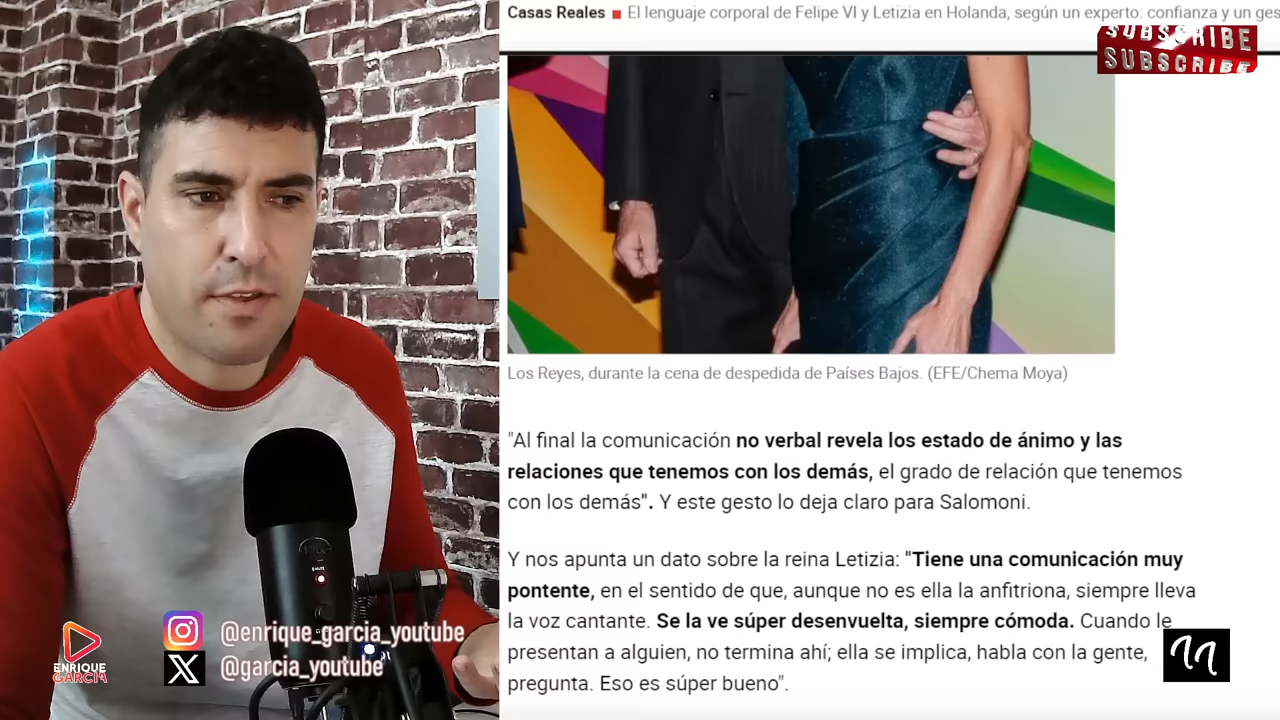 Casas Reales ■ El lenguaje corporal de Felipe VI y Letizia en Holanda, según un experto: confianza y un ges
SUBSCRIBE
SUBSCRIBE
Los Reyes, durante la cena de despedida de Países Bajos. (EFE/Chema Moya)
"Al final la comunicación no verbal revela los estado de ánimo y las
relaciones que tenemos con los demás, el grado de relación que tenemos
con los demás". Y este gesto lo deja claro para Salomoni.
Y nos apunta un dato sobre la reina Letizia: "Tiene una comunicación muy
pontente, en el sentido de que, aunque no es ella la anfitriona, siempre lleva
la voz cantante. Se la ve súper desenvuelta, siempre cómoda. Cuando le
presentan a alguien, no termina ahí; ella se implica, habla con la gente,
pregunta. Eso es súper bueno".
ENRIQUE
GARCIA
@enrique_garcia_youtube
@garcia_youtube